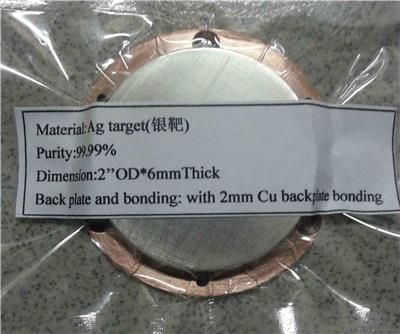 Material:Ag target(银靶)
Purity:99.99%
Dimension:2’’OD*6mmThick
Back plate and bonding: with 2mm Cu backplate bonding